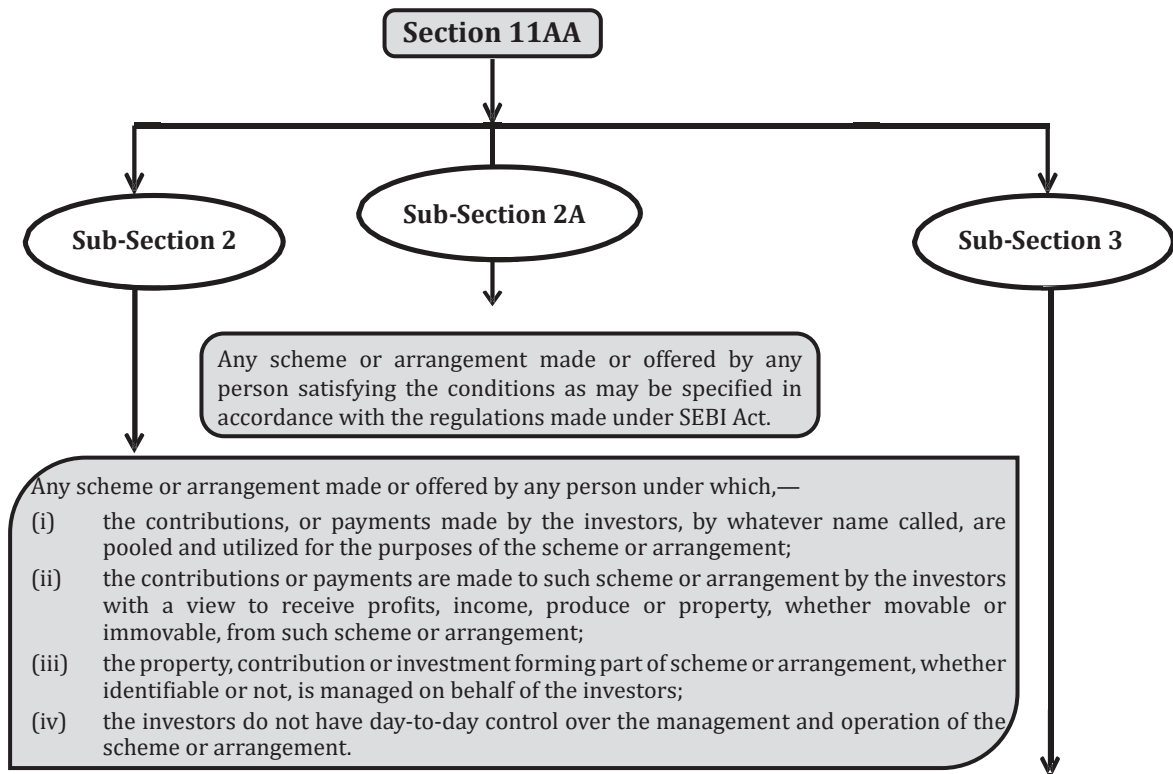 Section 11AA
Sub-Section 2
Sub-Section 2A
Sub-Section 3
Any scheme or arrangement made or offered by any
person satisfying the conditions as may be specified in
accordance with the regulations made under SEBI Act.
Any scheme or arrangement made or offered by any person under which,—
(i) the contributions, or payments made by the investors, by whatever name called, are
pooled and utilized for the purposes of the scheme or arrangement;
(ii) the contributions or payments are made to such scheme or arrangement by the investors
with a view to receive profits, income, produce or property, whether movable or
immovable, from such scheme or arrangement;
(iii) the property, contribution or investment forming part of scheme or arrangement, whether
identifiable or not, is managed on behalf of the investors;
(iv) the investors do not have day-to-day control over the management and operation of the
scheme or arrangement.